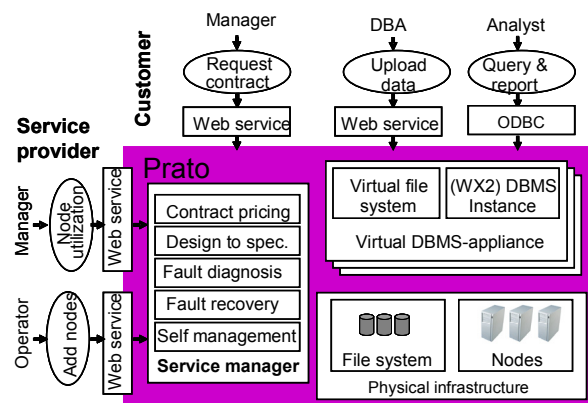 Manager
DBA
Analyst
Customer
Request
contract
Upload
data
Query &
report
Web service
Web service
ODBC
Service
provider
Prato
Manager
Node
utilization
Web service
Contract pricing
Design to spec.
Fault diagnosis
Fault recovery
Self management
Service manager
Virtual file
system
(WX2) DBMS
Instance
Virtual DBMS-appliance
Operator
Add nodes
Web service
File system
Nodes
Physical infrastructure